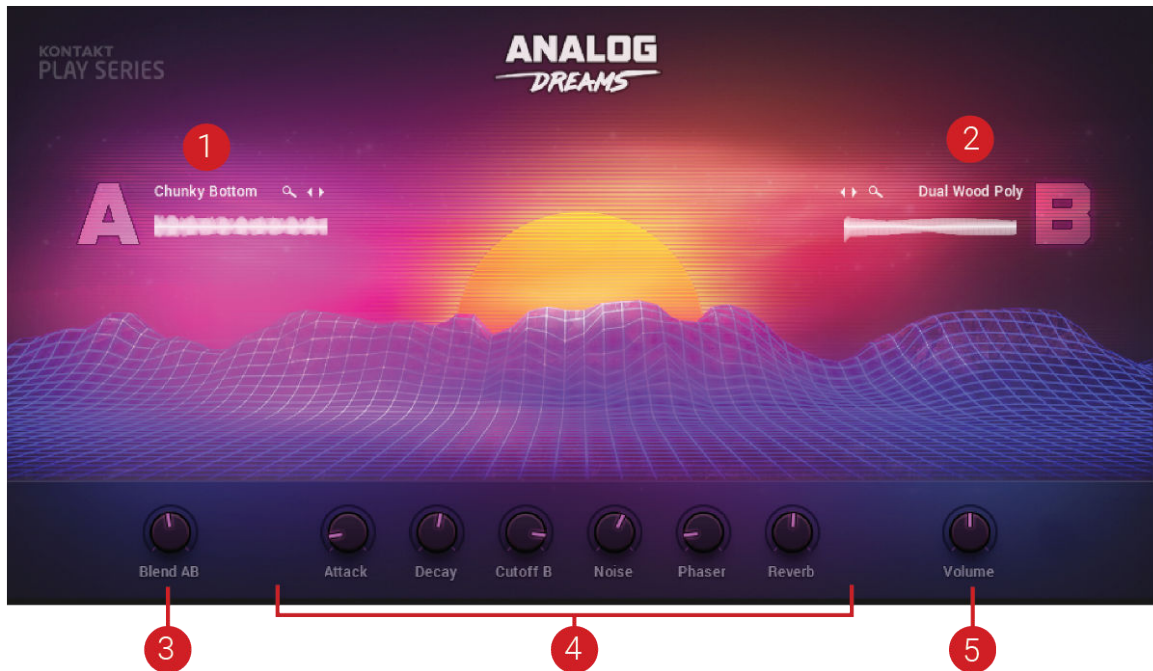 KONTAKT
PLAY SERIES
ANALOG
DREAMS
1
2
A
Chunky Bottom
Dual Wood Poly
B
Blend AB
Attack
Decay
Cutoff B
Noise
Phaser
Reverb
Volume
3
4
5